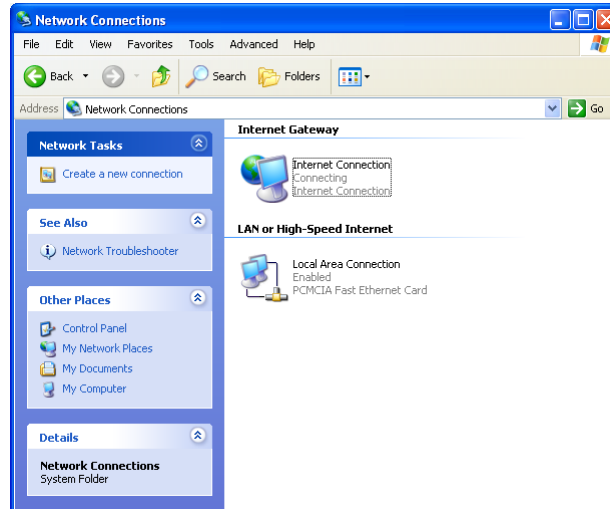 Network Connections
File Edit View Favorites Tools Advanced Help
Back Search Folders
Address Network Connections Go
Network Tasks
Create a new connection
See Also
Network Troubleshooter
Other Places
Control Panel
My Network Places
My Documents
My Computer
Details
Network Connections
System Folder
Internet Gateway
Internet Connection
Connecting
Internet Connection
LAN or High-Speed Internet
Local Area Connection
Enabled
PCMCIA Fast Ethernet Card